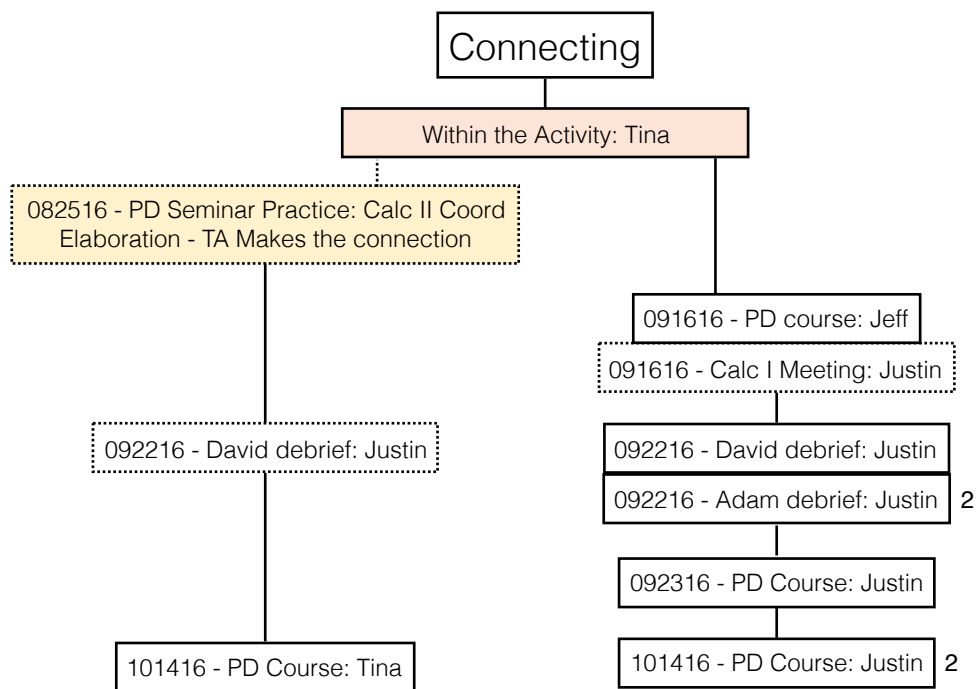 Connecting
Within the Activity: Tina
082516 - PD Seminar Practice: Calc II Coord
Elaboration - TA Makes the connection
091616 - PD course: Jeff
091616 - Calc I Meeting: Justin
092216 - David debrief: Justin
092216 - David debrief: Justin
092216 - Adam debrief: Justin 2
092316 - PD Course: Justin
101416 - PD Course: Tina
101416 - PD Course: Justin 2